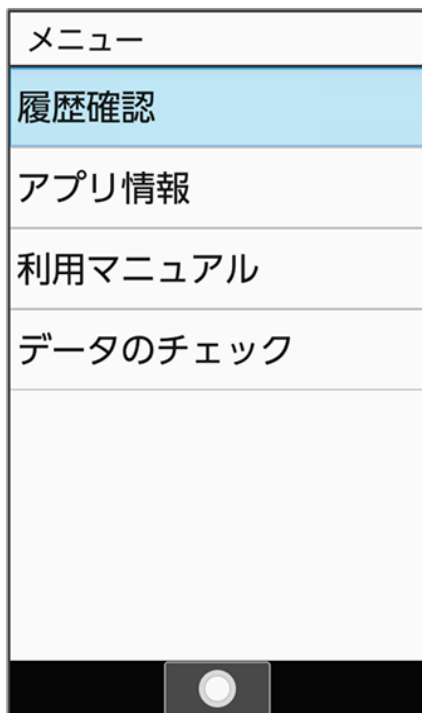 メニュー
履歴確認
アプリ情報
利用マニュアル
データのチェック